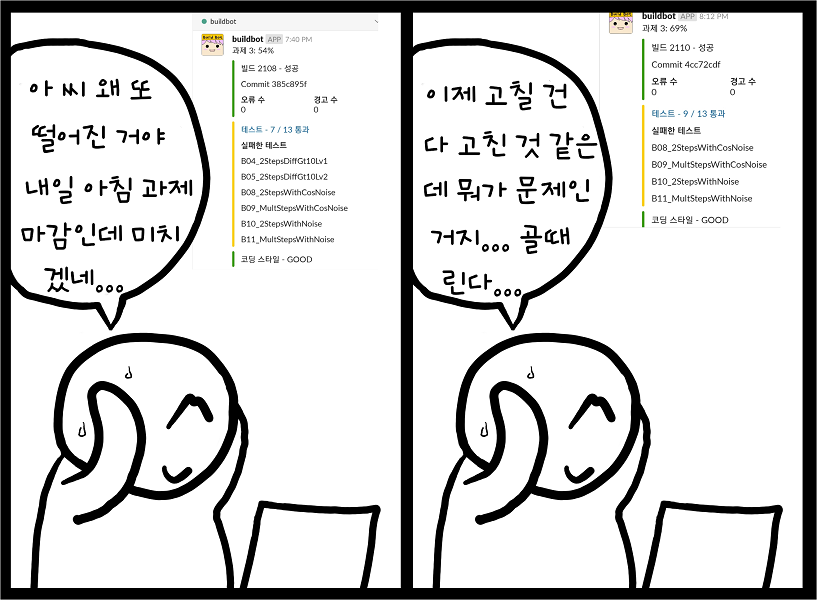 buildbot
Build Bot
buildbot APP 7:40 PM
과제 3: 54%
빌드 2108 - 성공
Commit 385c895f
오류 수 경고 수
0 0
테스트 - 7 / 13 통과
실패한 테스트
B04_2StepsDiffGt10Lv1
B05_2StepsDiffGt10Lv2
B08_2StepsWithCosNoise
B09_MultStepsWithCosNoise
B10_2StepsWithNoise
B11_MultStepsWithNoise
코딩 스타일 - GOOD
아 씨 왜 또
떨어진 거야
내일 아침 과제
마감인데 미치
겠네...
buildbot APP 8:12 PM
과제 3: 69%
빌드 2110 - 성공
Commit 4cc72cdf
오류 수 경고 수
0 0
테스트 - 9 / 13 통과
실패한 테스트
B08_2StepsWithCosNoise
B09_MultStepsWithCosNoise
B10_2StepsWithNoise
B11_MultStepsWithNoise
코딩 스타일 - GOOD
이제 고칠 건
다 고친 것 같은
데 뭐가 문제인
거지... 골때
린다...